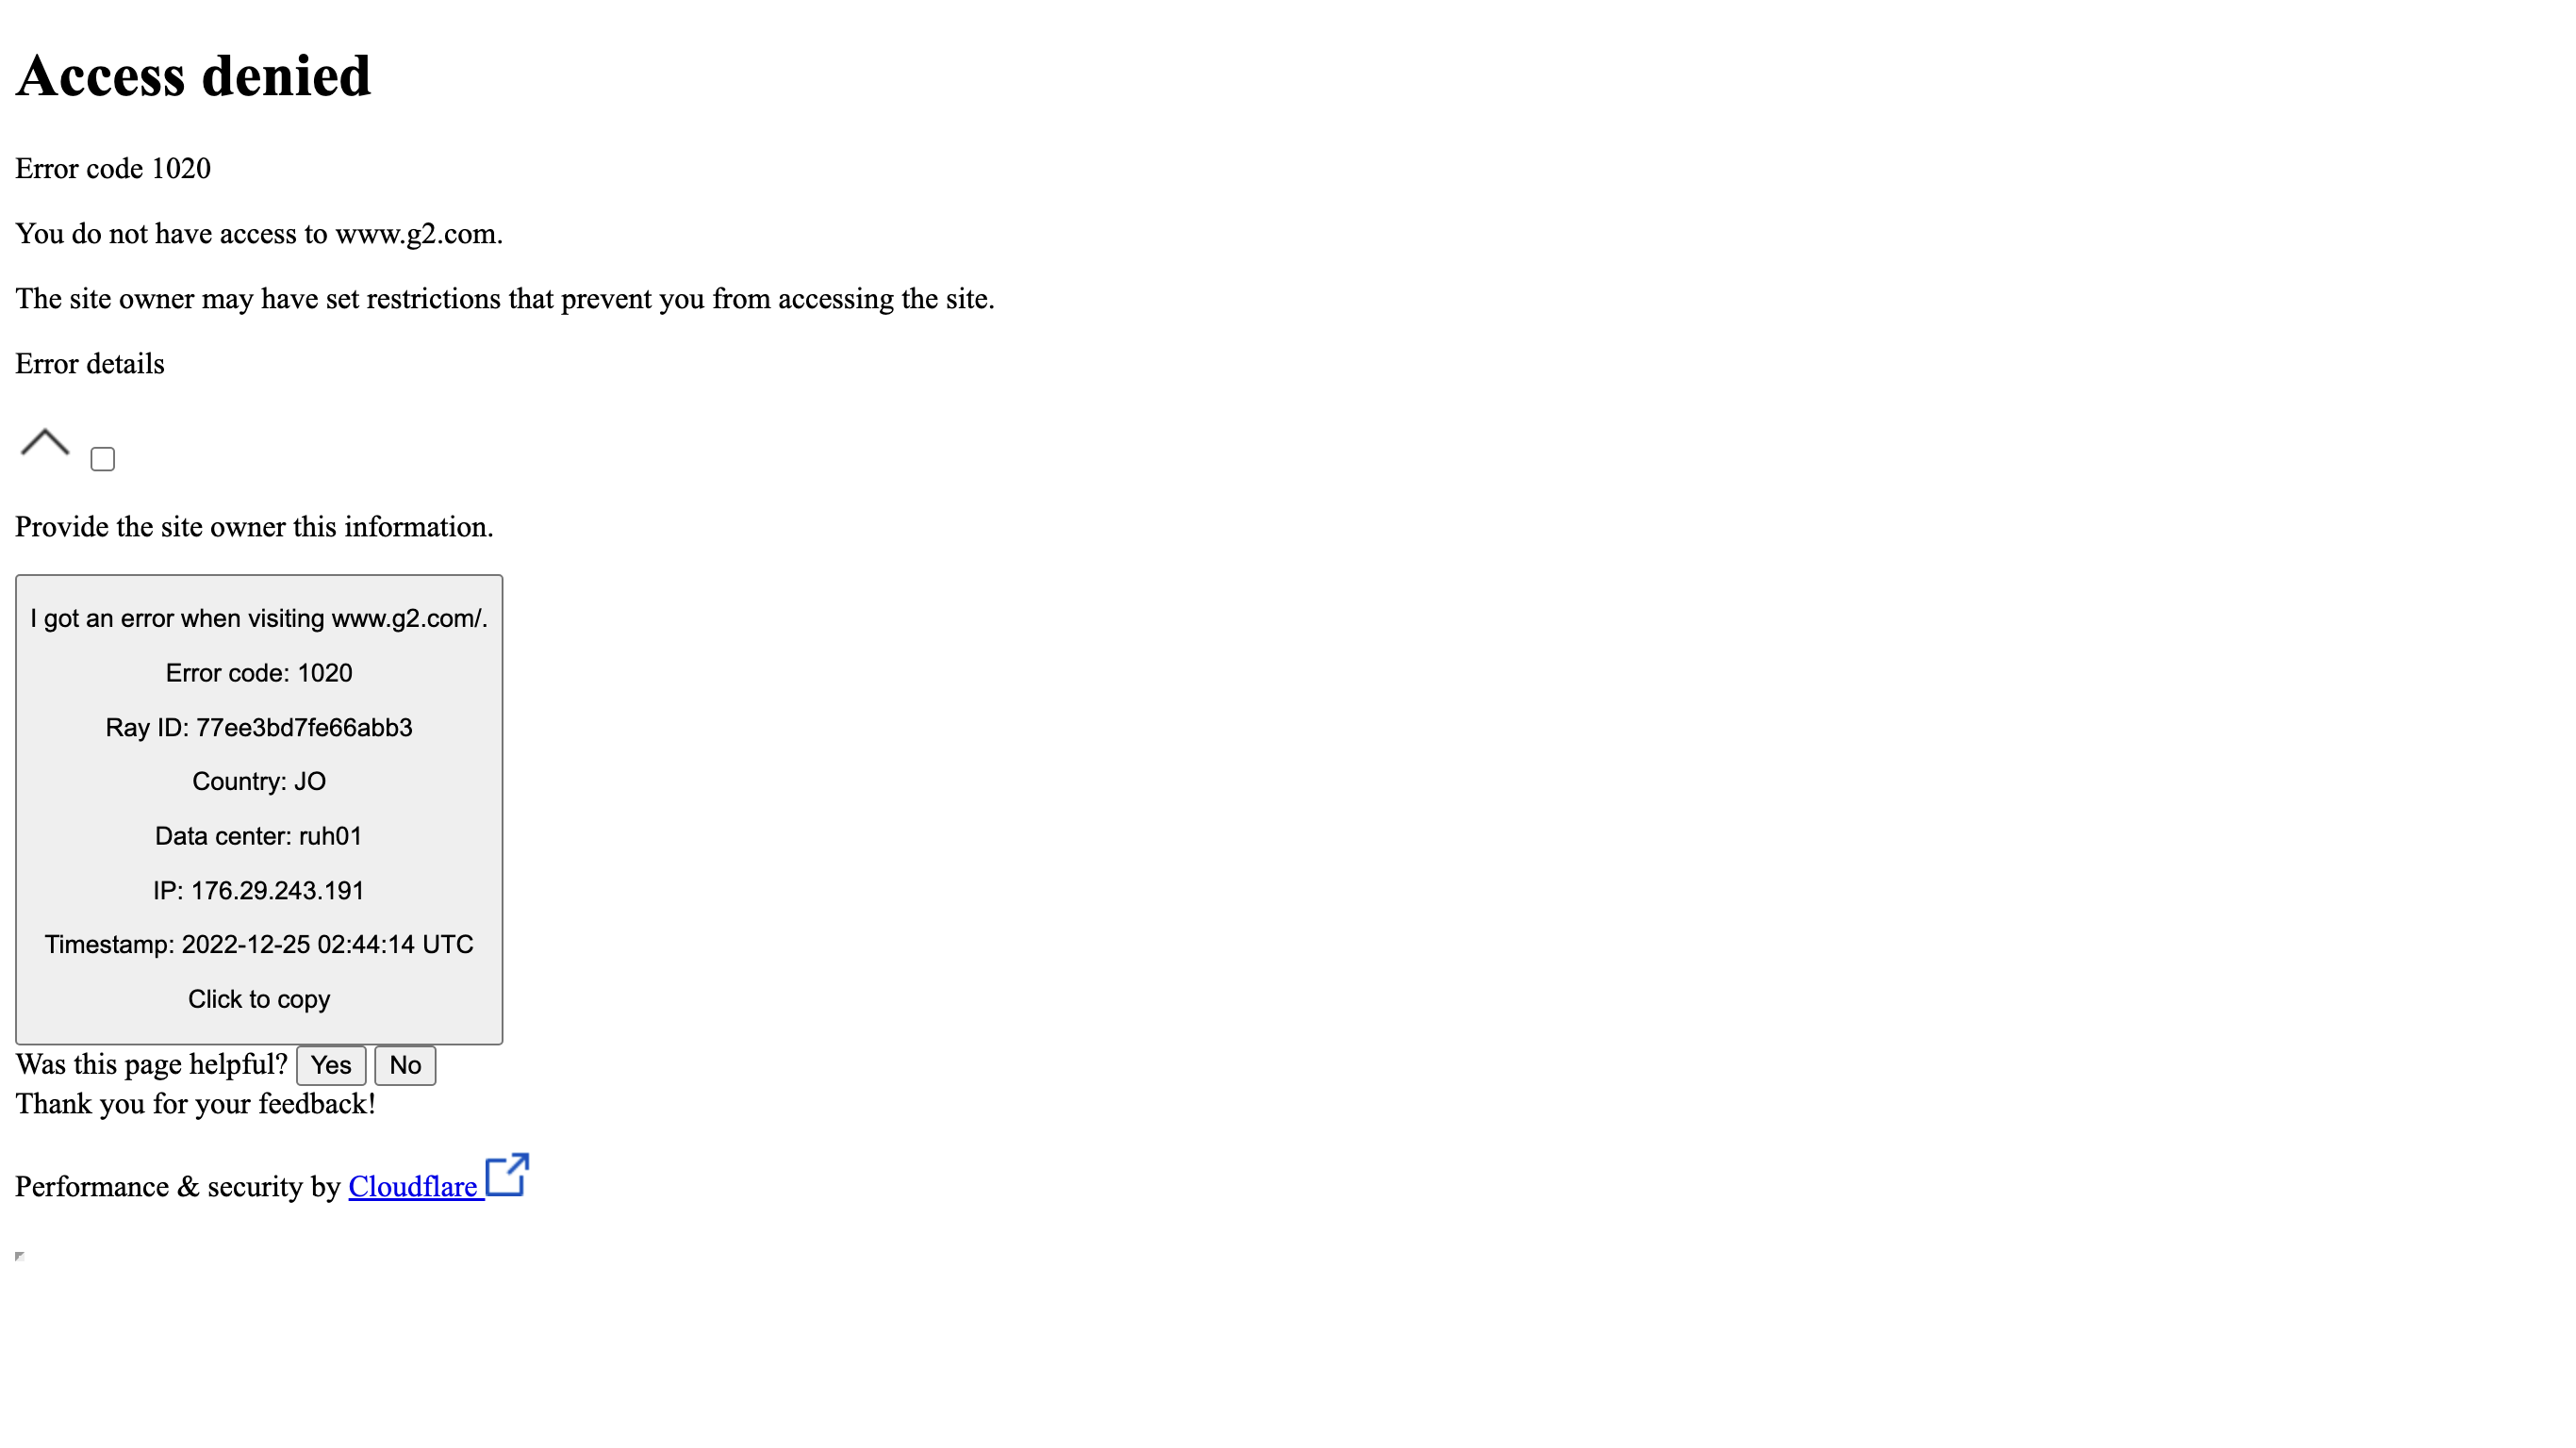 Access denied
Error code 1020
You do not have access to www.g2.com.
The site owner may have set restrictions that prevent you from accessing the site.
Error details
Provide the site owner this information.
I got an error when visiting www.g2.com/.
Error code: 1020
Ray ID: 77ee3bd7fe66abb3
Country: JO
Data center: ruh01
IP: 176.29.243.191
Timestamp: 2022-12-25 02:44:14 UTC
Click to copy
Was this page helpful? Yes No
Thank you for your feedback!
Performance & security by Cloudflare